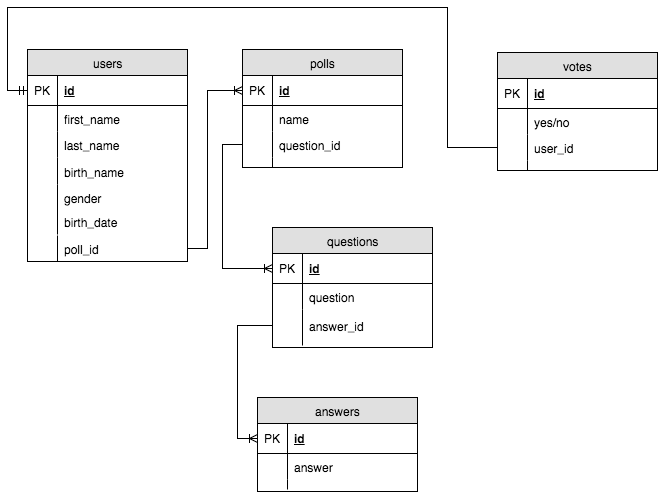 users
PK id
first_name
last_name
birth_name
gender
birth_date
poll_id
polls
PK id
name
question_id
votes
PK id
yes/no
user_id
questions
PK id
question
answer_id
answers
PK id
answer